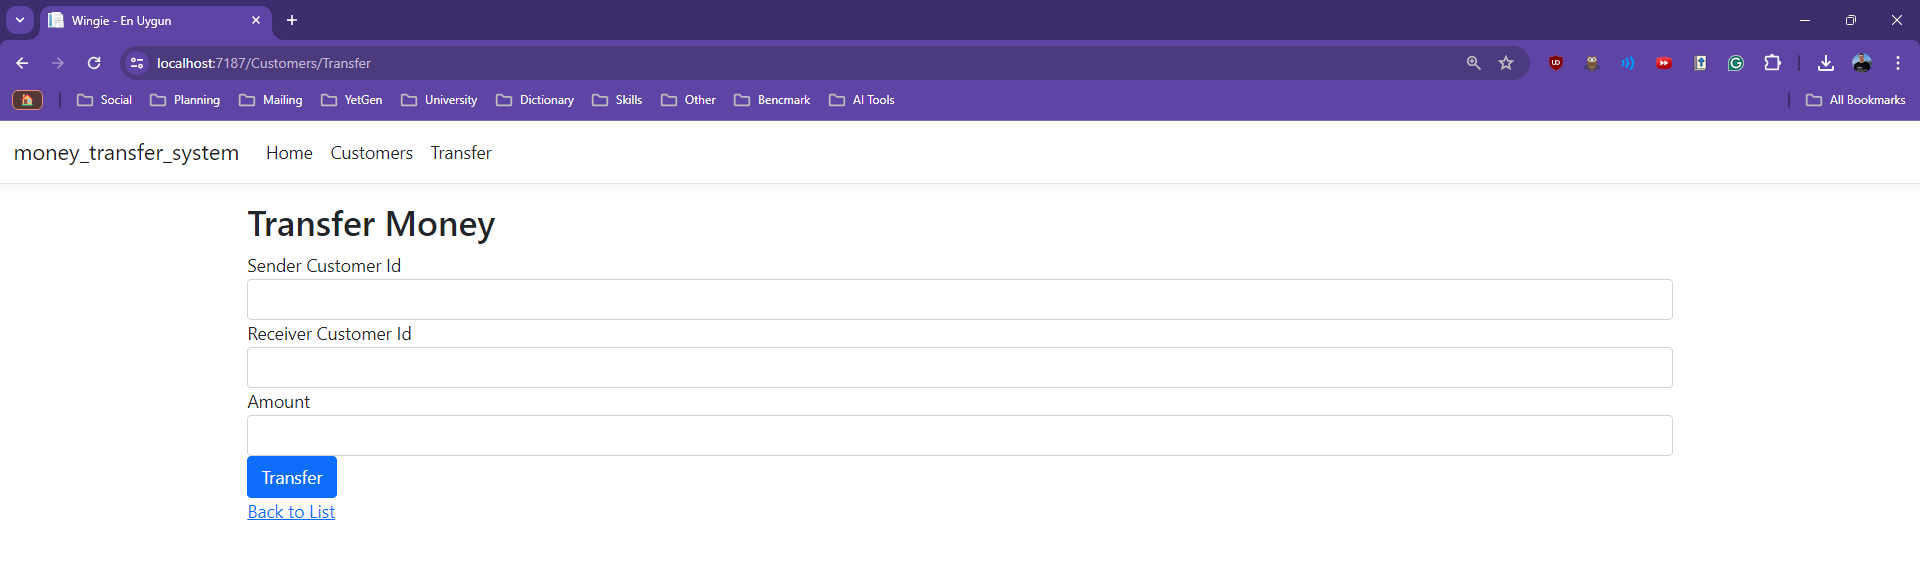 Wingie - En Uygun
localhost:7187/Customers/Transfer
Social Planning Mailing YetGen University Dictionary Skills Other Bencmark AI Tools All Bookmarks
money_transfer_system Home Customers Transfer
Transfer Money
Sender Customer Id
Receiver Customer Id
Amount
Transfer
Back to List